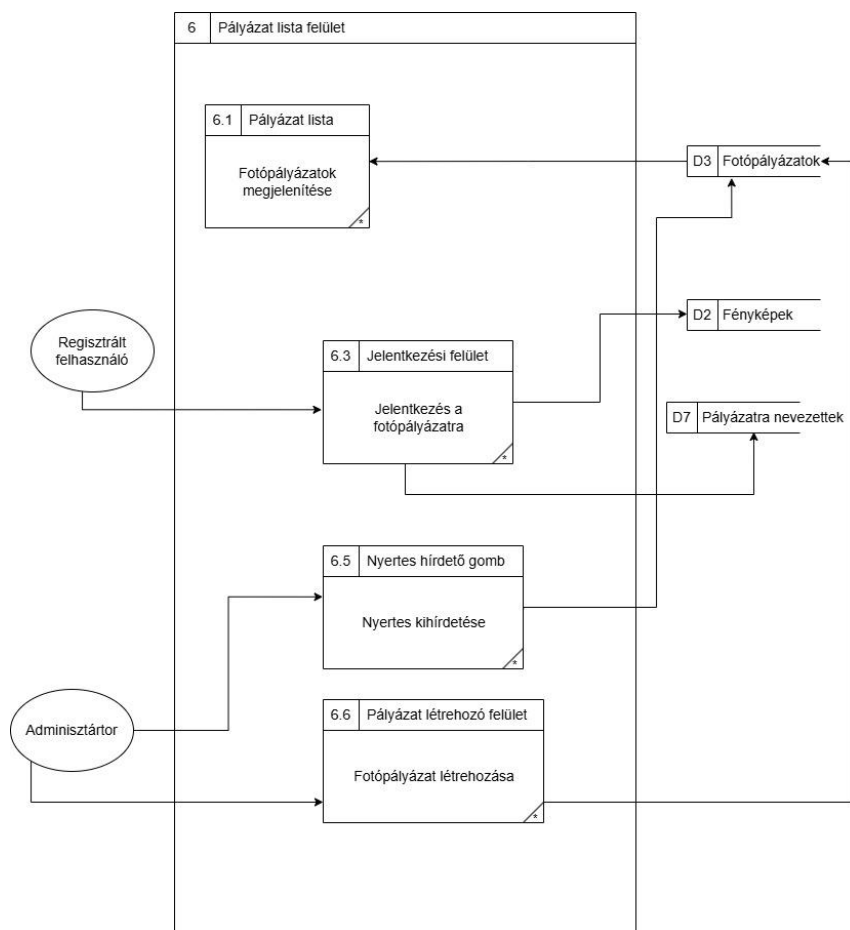 6 Pályázat lista felület
6.1 Pályázat lista
Fotópályázatok
megjelenítése
*
D3 Fotópályázatok
D2 Fényképek
Regisztrált
felhasználó
6.3 Jelentkezési felület
Jelentkezés a
fotópályázatra
*
D7 Pályázatra nevezettek
6.5 Nyertes hírdető gomb
Nyertes kihírdetése
*
6.6 Pályázat létrehozó felület
Adminisztártor
Fotópályázat létrehozása
*